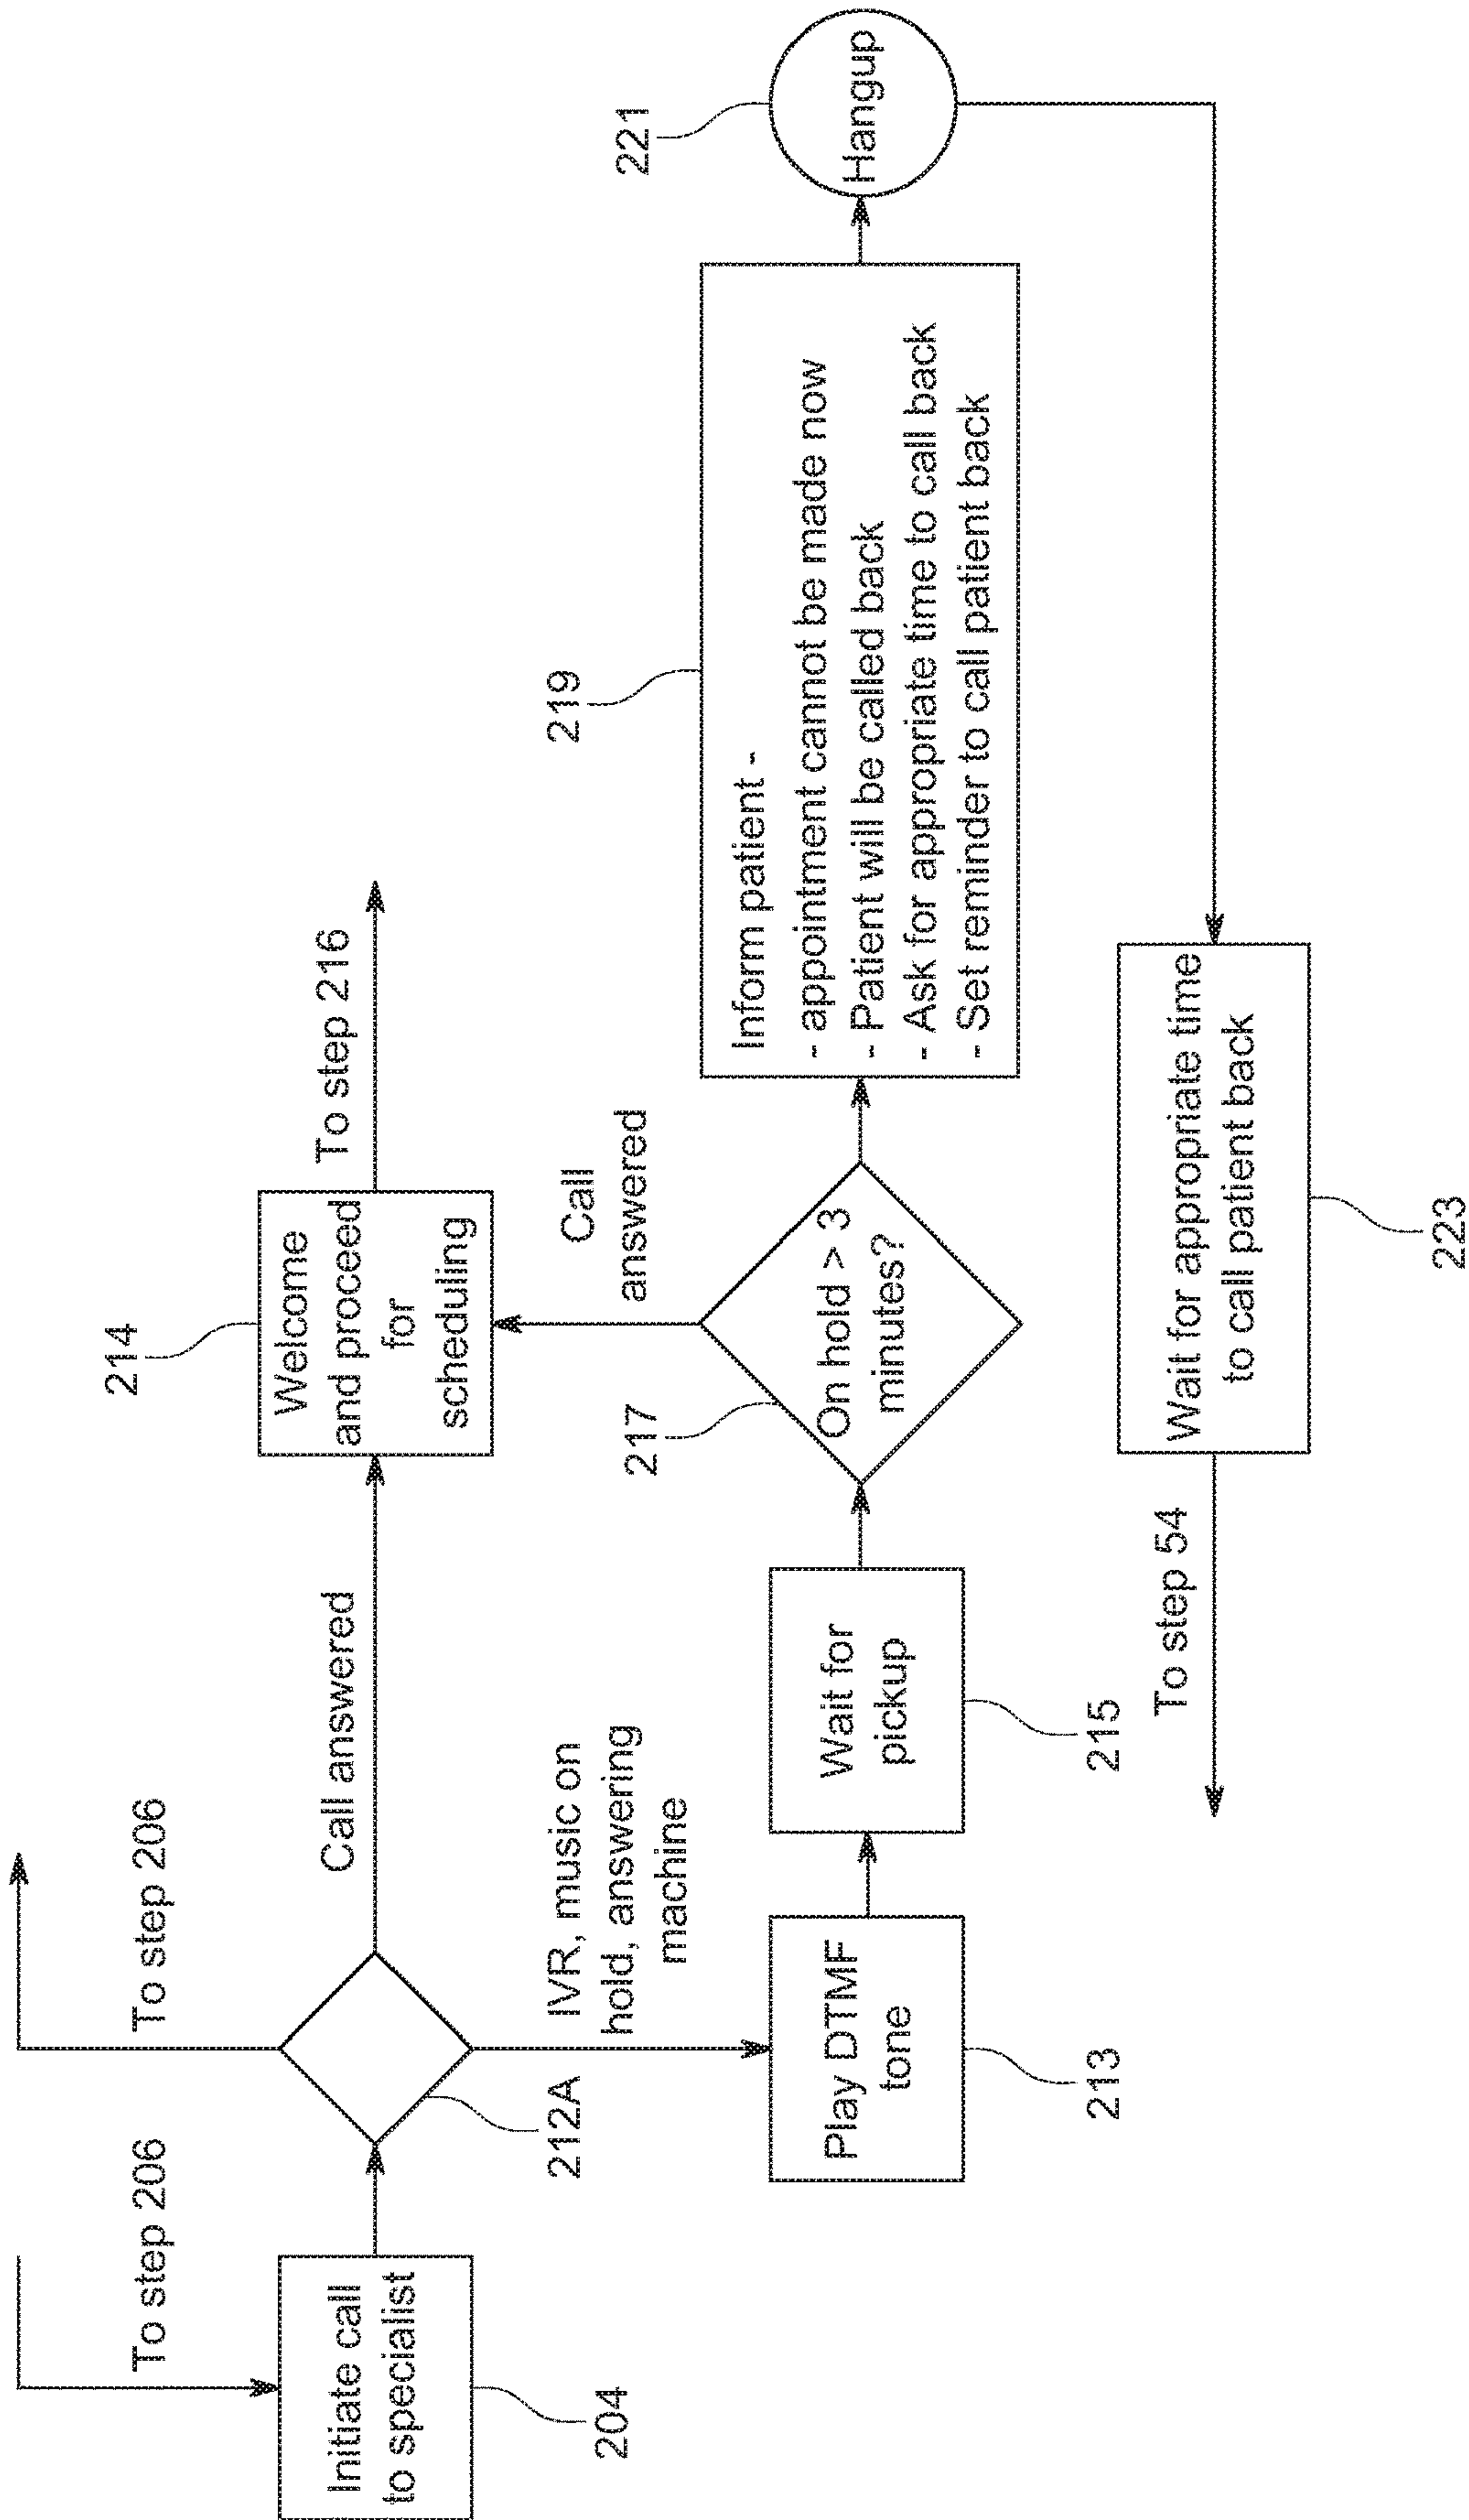 To step 206
To step 206
Initiate call
to specialist
204
212A
Call answered
214
Welcome
and proceed
for
scheduling
To step 216
IVR, music on
hold, answering
machine
Play DTMF
tone
213
Wait for
pickup
215
217
On hold > 3
minutes?
Call
answered
219
Inform patient -
- appointment cannot be made now
- Patient will be called back
- Ask for appropriate time to call back
- Set reminder to call patient back
221
Hangup
To step 54
Wait for appropriate time
to call patient back
223